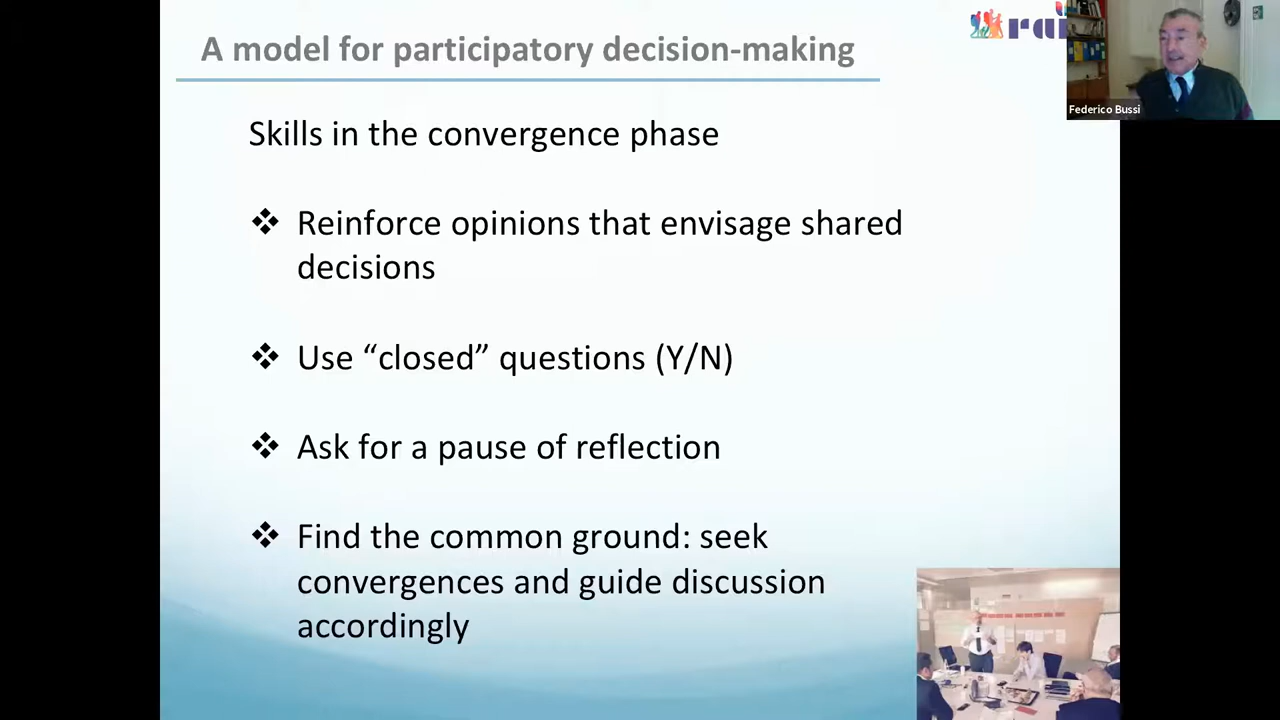 A model for participatory decision-making
rai
Federico Bussi
Skills in the convergence phase
❖ Reinforce opinions that envisage shared
decisions
❖ Use “closed” questions (Y/N)
❖ Ask for a pause of reflection
❖ Find the common ground: seek
convergences and guide discussion
accordingly